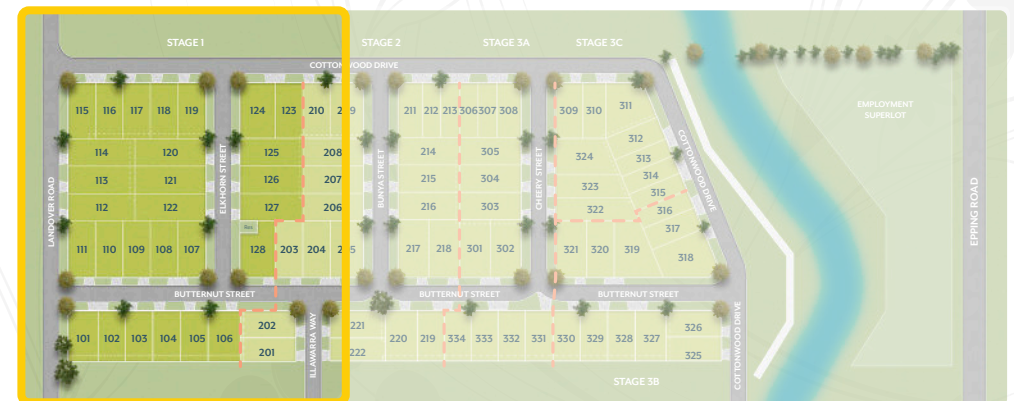 STAGE 1 STAGE 2 STAGE 3A STAGE 3C
COTTONWOOD DRIVE
115 116 117 118 119 124 123 210 211 212 213 306 307 308 309 310 311
EMPLOYMENT
SUPERLOT
114 120 125 208 214 305 324 312
113 121 126 207 215 304 323 313
112 122 127 206 216 303 322 314
315
316
317
LANDOVER ROAD
ELKHORN STREET
BUNYA STREET
CHEERY STREET
COTTONWOOD DRIVE
EPPING ROAD
Res
111 110 109 108 107 128 203 204 217 218 301 302 321 320 319 318
BUTTERNUT STREET BUTTERNUT STREET BUTTERNUT STREET
101 102 103 104 105 106 202 221 220 219 334 333 332 331 330 329 328 327 326
201 222 325
ILLAWARRA WAY
COTTONWOOD DRIVE
STAGE 3B